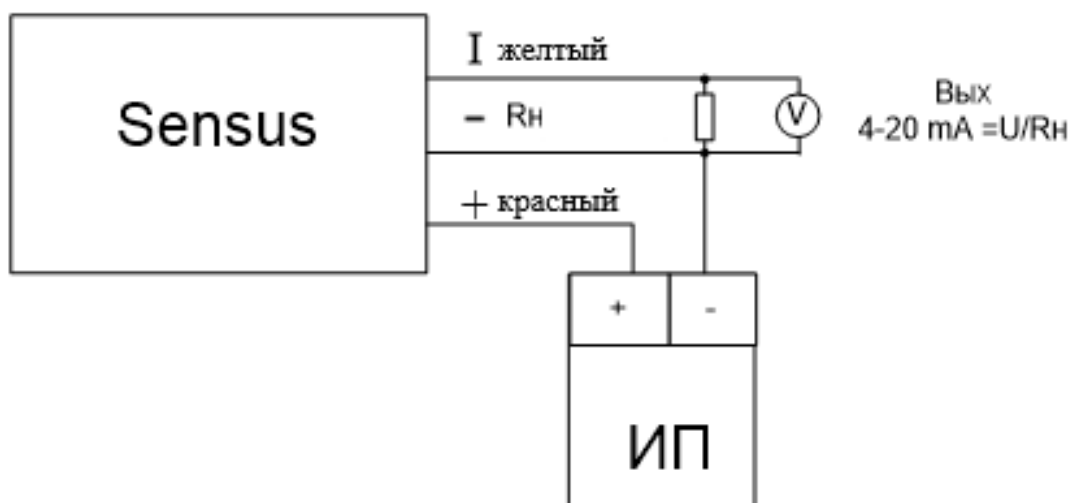 I желтый
Sensus
– Rн
V
Вых
4-20 mA =U/Rн
+ красный
+ -
ИП